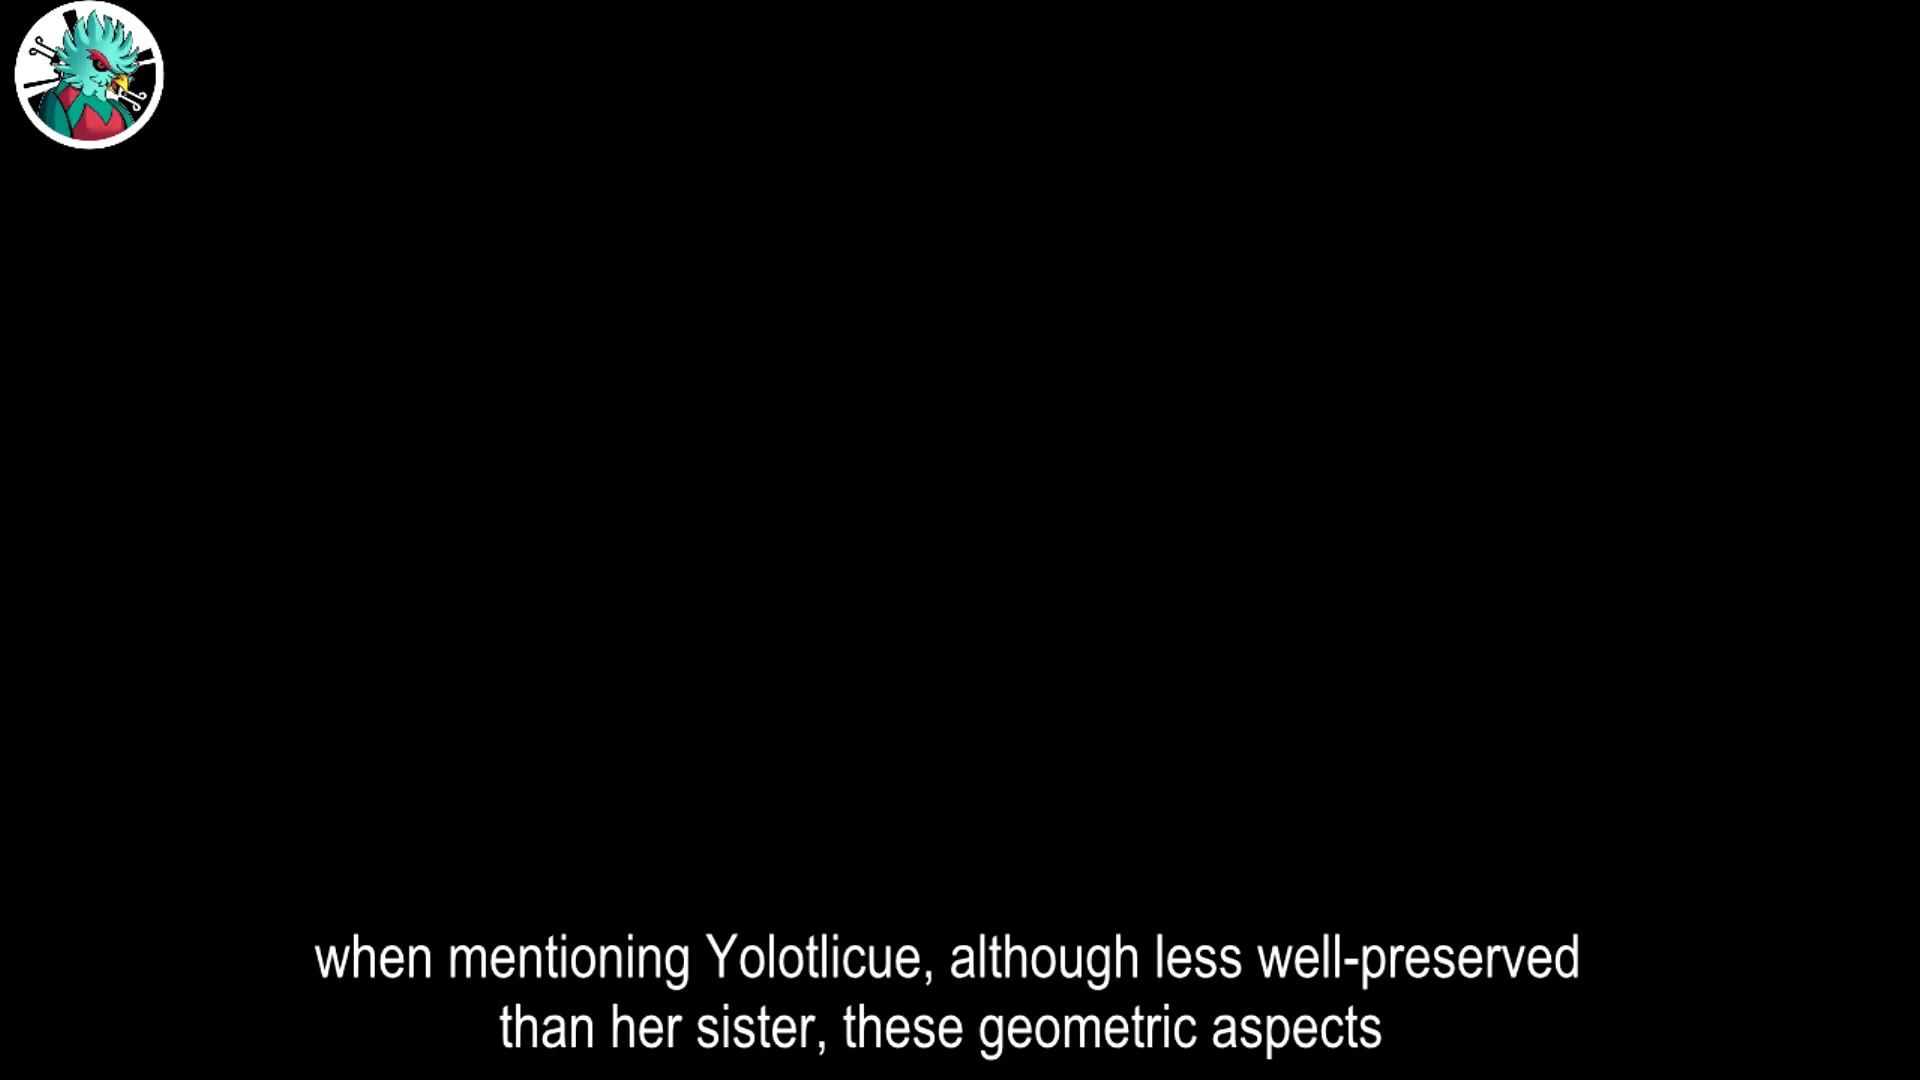 when mentioning Yolotlicue, although less well-preserved
than her sister, these geometric aspects